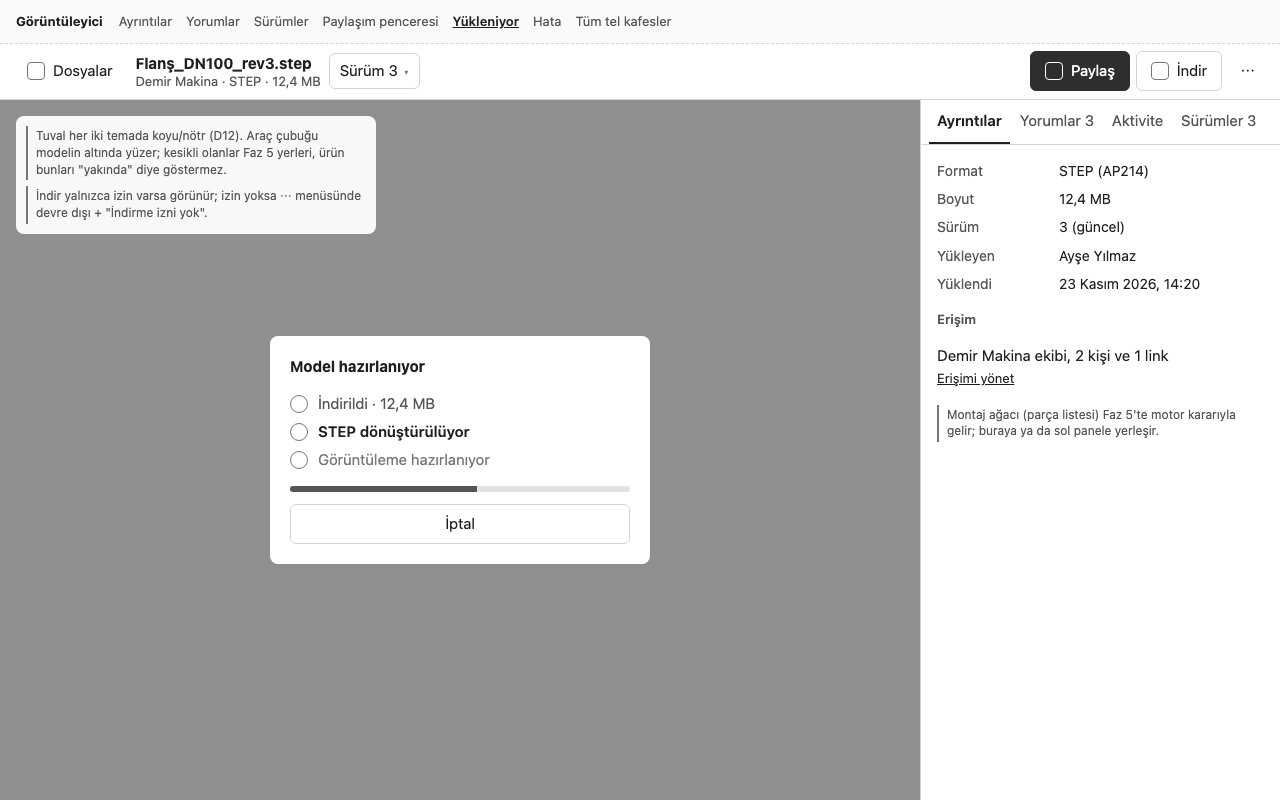 Görüntüleyici Ayrıntılar Yorumlar Sürümler Paylaşım penceresi Yükleniyor Hata Tüm tel kafesler
Dosyalar
Flanş_DN100_rev3.step
Demir Makina · STEP · 12,4 MB
Sürüm 3 ▾
Paylaş
İndir
···
Tuval her iki temada koyu/nötr (D12). Araç çubuğu
modelin altında yüzer; kesikli olanlar Faz 5 yerleri, ürün
bunları "yakında" diye göstermez.
İndir yalnızca izin varsa görünür; izin yoksa ··· menüsünde
devre dışı + "İndirme izni yok".
Model hazırlanıyor
İndirildi · 12,4 MB
STEP dönüştürülüyor
Görüntüleme hazırlanıyor
İptal
Ayrıntılar Yorumlar 3 Aktivite Sürümler 3
Format STEP (AP214)
Boyut 12,4 MB
Sürüm 3 (güncel)
Yükleyen Ayşe Yılmaz
Yüklendi 23 Kasım 2026, 14:20
Erişim
Demir Makina ekibi, 2 kişi ve 1 link
Erişimi yönet
Montaj ağacı (parça listesi) Faz 5'te motor kararıyla
gelir; buraya ya da sol panele yerleşir.